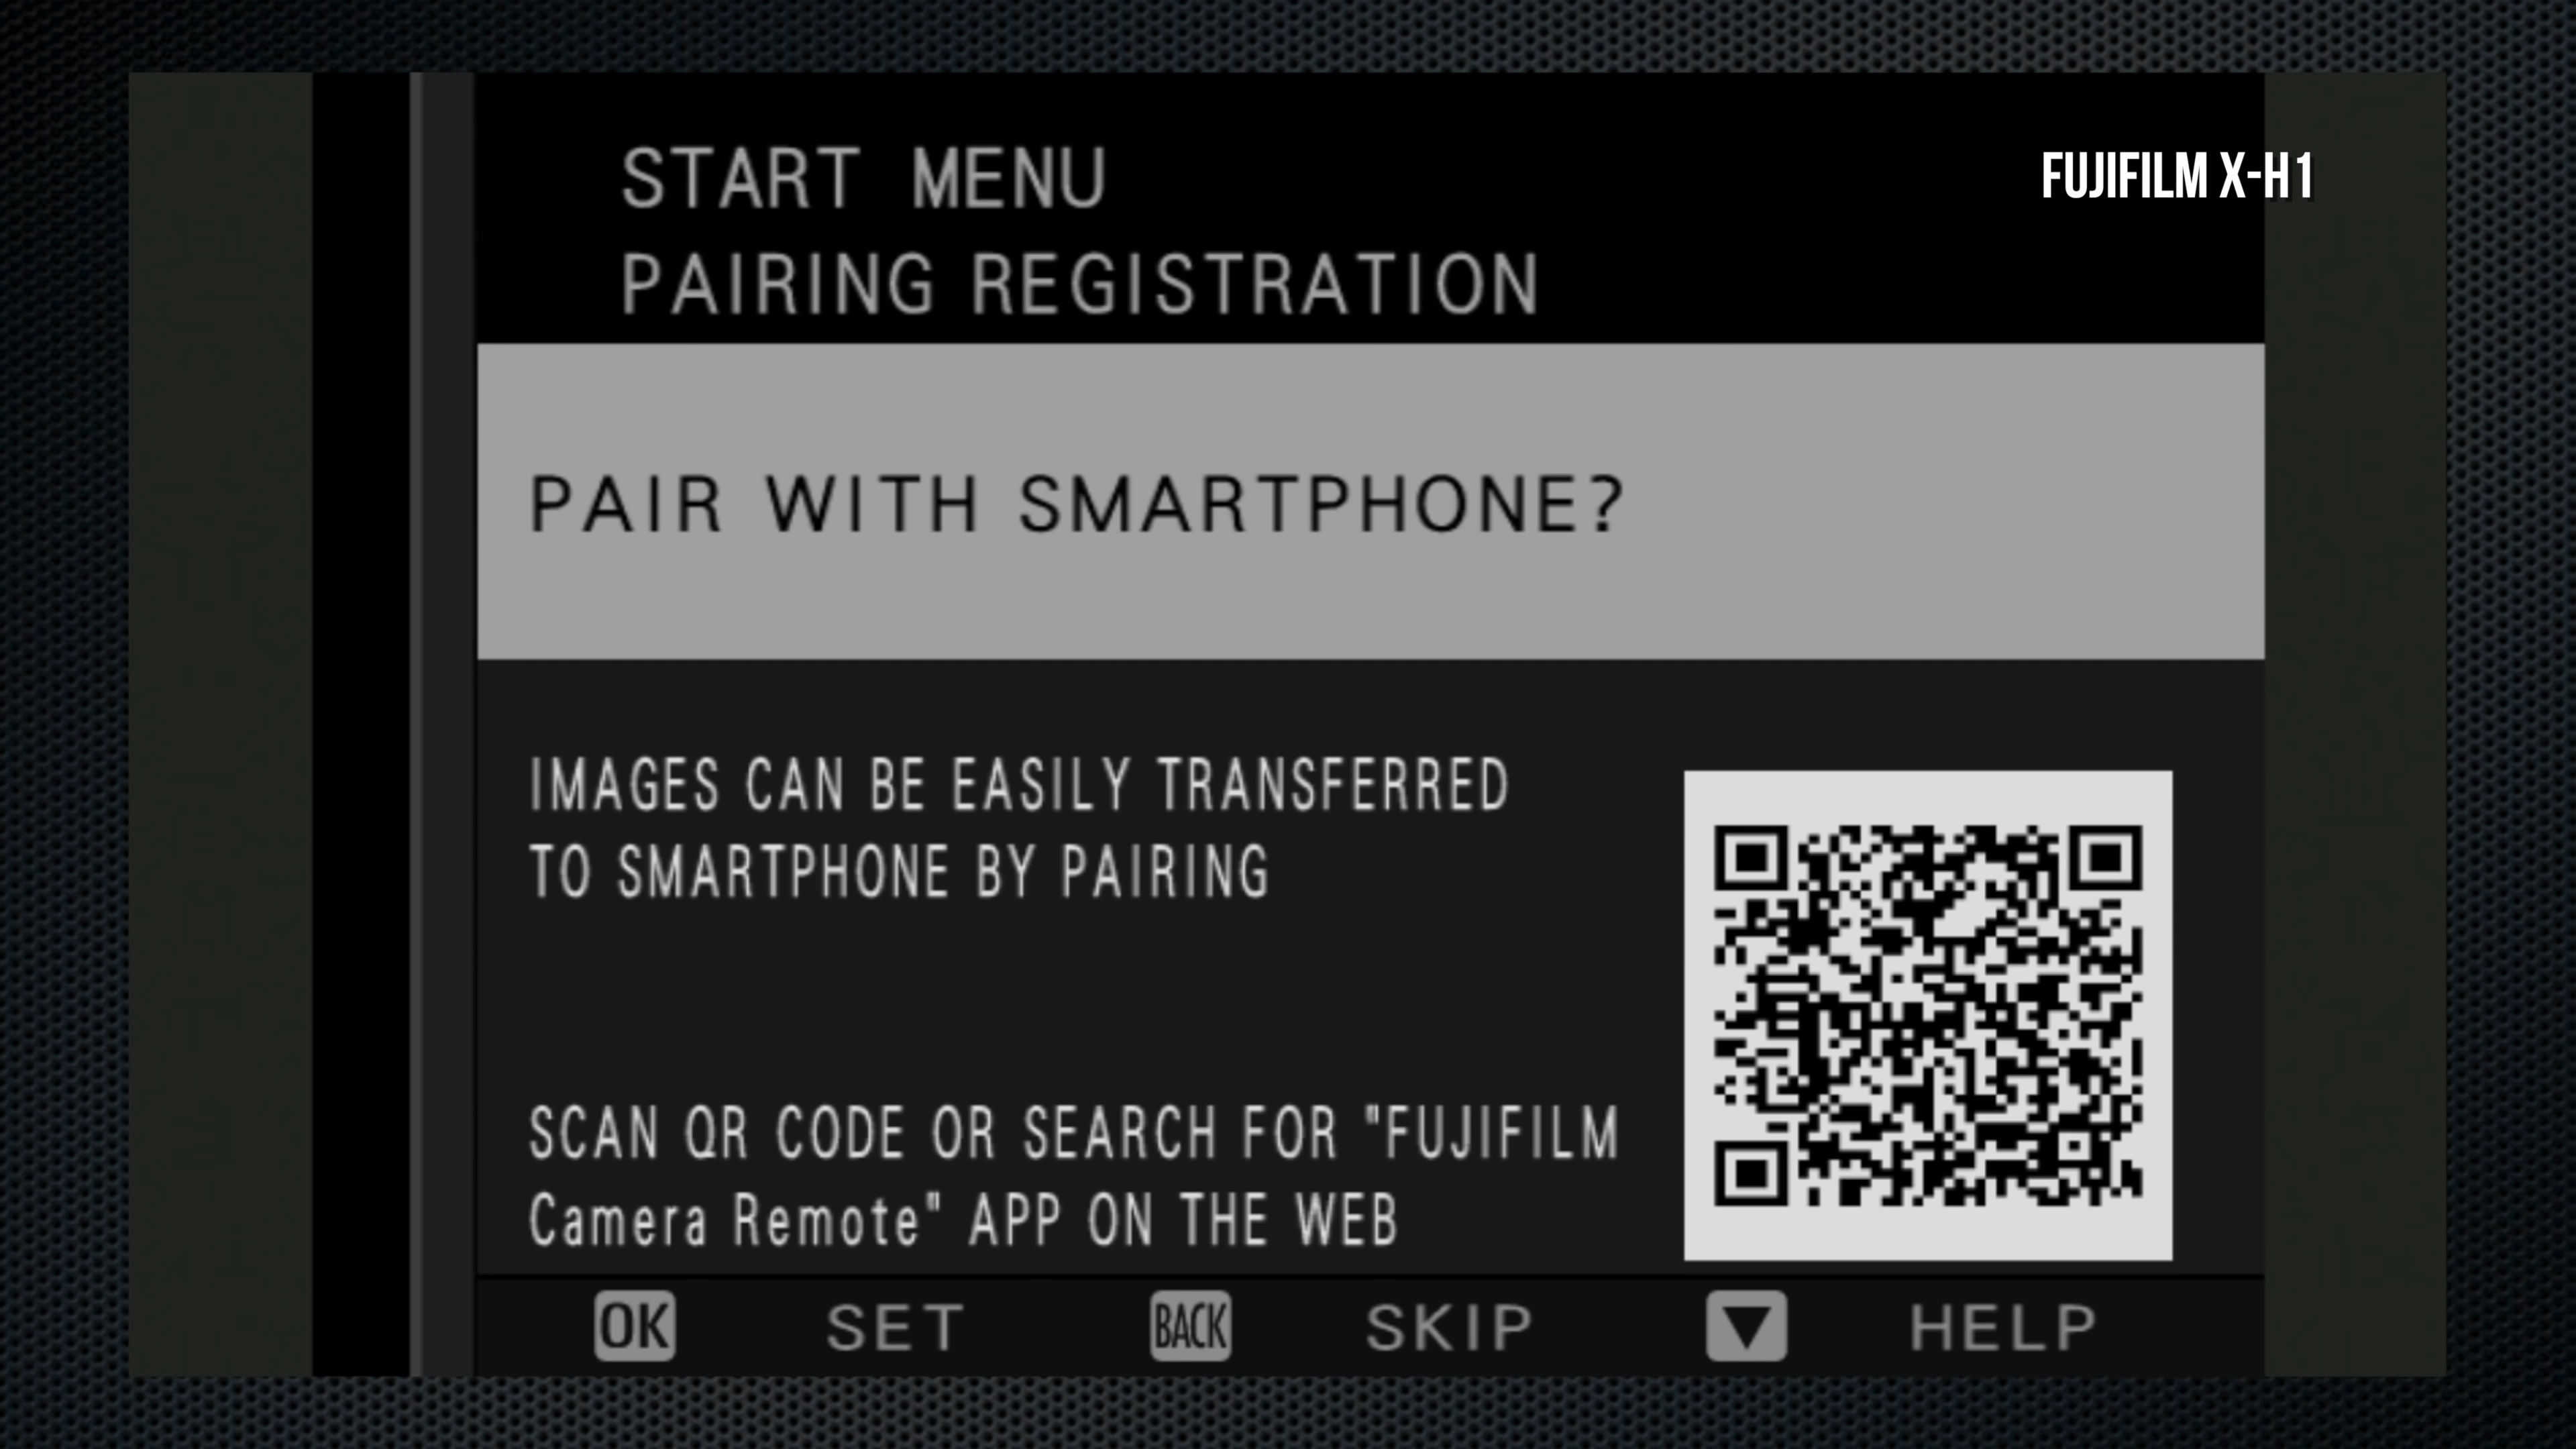 FUJIFILM X-H1
START MENU
PAIRING REGISTRATION
PAIR WITH SMARTPHONE?
IMAGES CAN BE EASILY TRANSFERRED
TO SMARTPHONE BY PAIRING
SCAN QR CODE OR SEARCH FOR "FUJIFILM
Camera Remote" APP ON THE WEB
OK SET BACK SKIP ▼ HELP